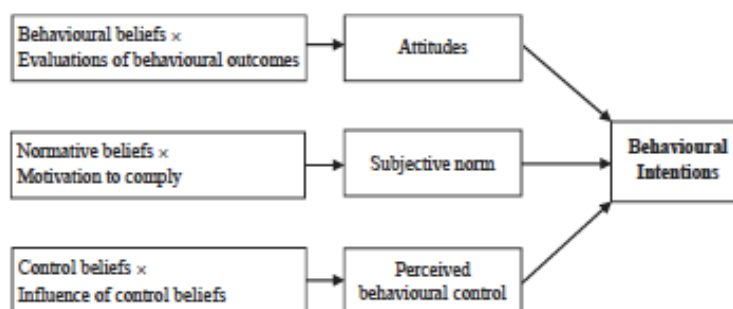 Behavioural beliefs ×
Evaluations of behavioural outcomes
Attitudes
Normative beliefs ×
Motivation to comply
Subjective norm
Behavioural
Intentions
Control beliefs ×
Influence of control beliefs
Perceived
behavioural control